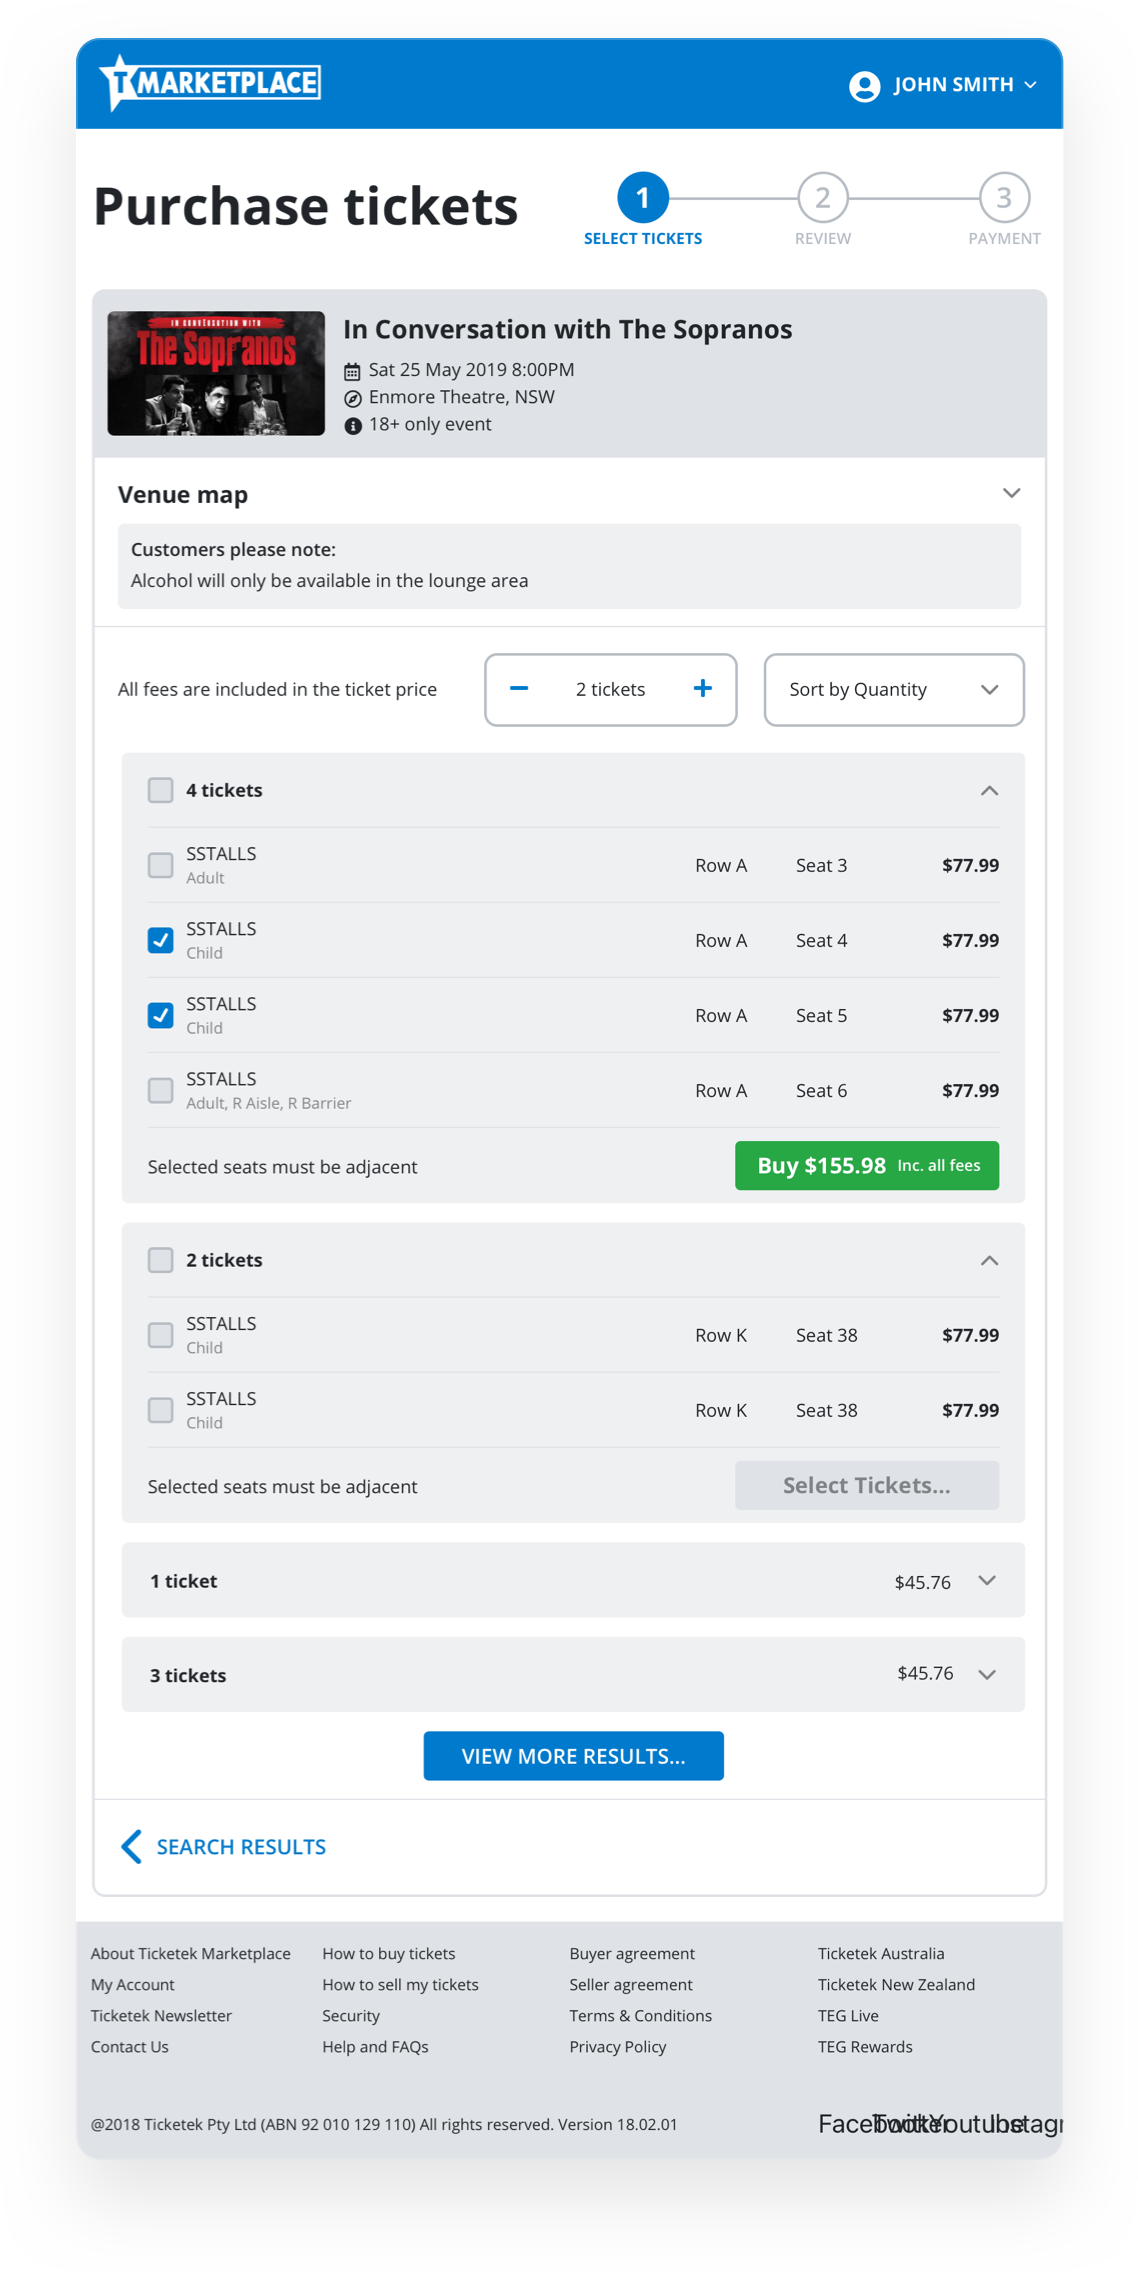 TMARKETPLACE
JOHN SMITH
Purchase tickets
1
2
3
SELECT TICKETS
REVIEW
PAYMENT
IN CONVERSATION WITH
The Sopranos
In Conversation with The Sopranos
Sat 25 May 2019 8:00PM
Enmore Theatre, NSW
18+ only event
Venue map
Customers please note:
Alcohol will only be available in the lounge area
All fees are included in the ticket price
2 tickets
Sort by Quantity
4 tickets
SSTALLS
Adult
Row A Seat 3 $77.99
SSTALLS
Child
Row A Seat 4 $77.99
SSTALLS
Child
Row A Seat 5 $77.99
SSTALLS
Adult, R Aisle, R Barrier
Row A Seat 6 $77.99
Selected seats must be adjacent
Buy $155.98 Inc. all fees
2 tickets
SSTALLS
Child
Row K Seat 38 $77.99
SSTALLS
Child
Row K Seat 38 $77.99
Selected seats must be adjacent
Select Tickets...
1 ticket $45.76
3 tickets $45.76
VIEW MORE RESULTS...
SEARCH RESULTS
About Ticketek Marketplace How to buy tickets Buyer agreement Ticketek Australia
My Account How to sell my tickets Seller agreement Ticketek New Zealand
Ticketek Newsletter Security Terms & Conditions TEG Live
Contact Us Help and FAQs Privacy Policy TEG Rewards
@2018 Ticketek Pty Ltd (ABN 92 010 129 110) All rights reserved. Version 18.02.01
Facebook Twitter Youtube Instagr